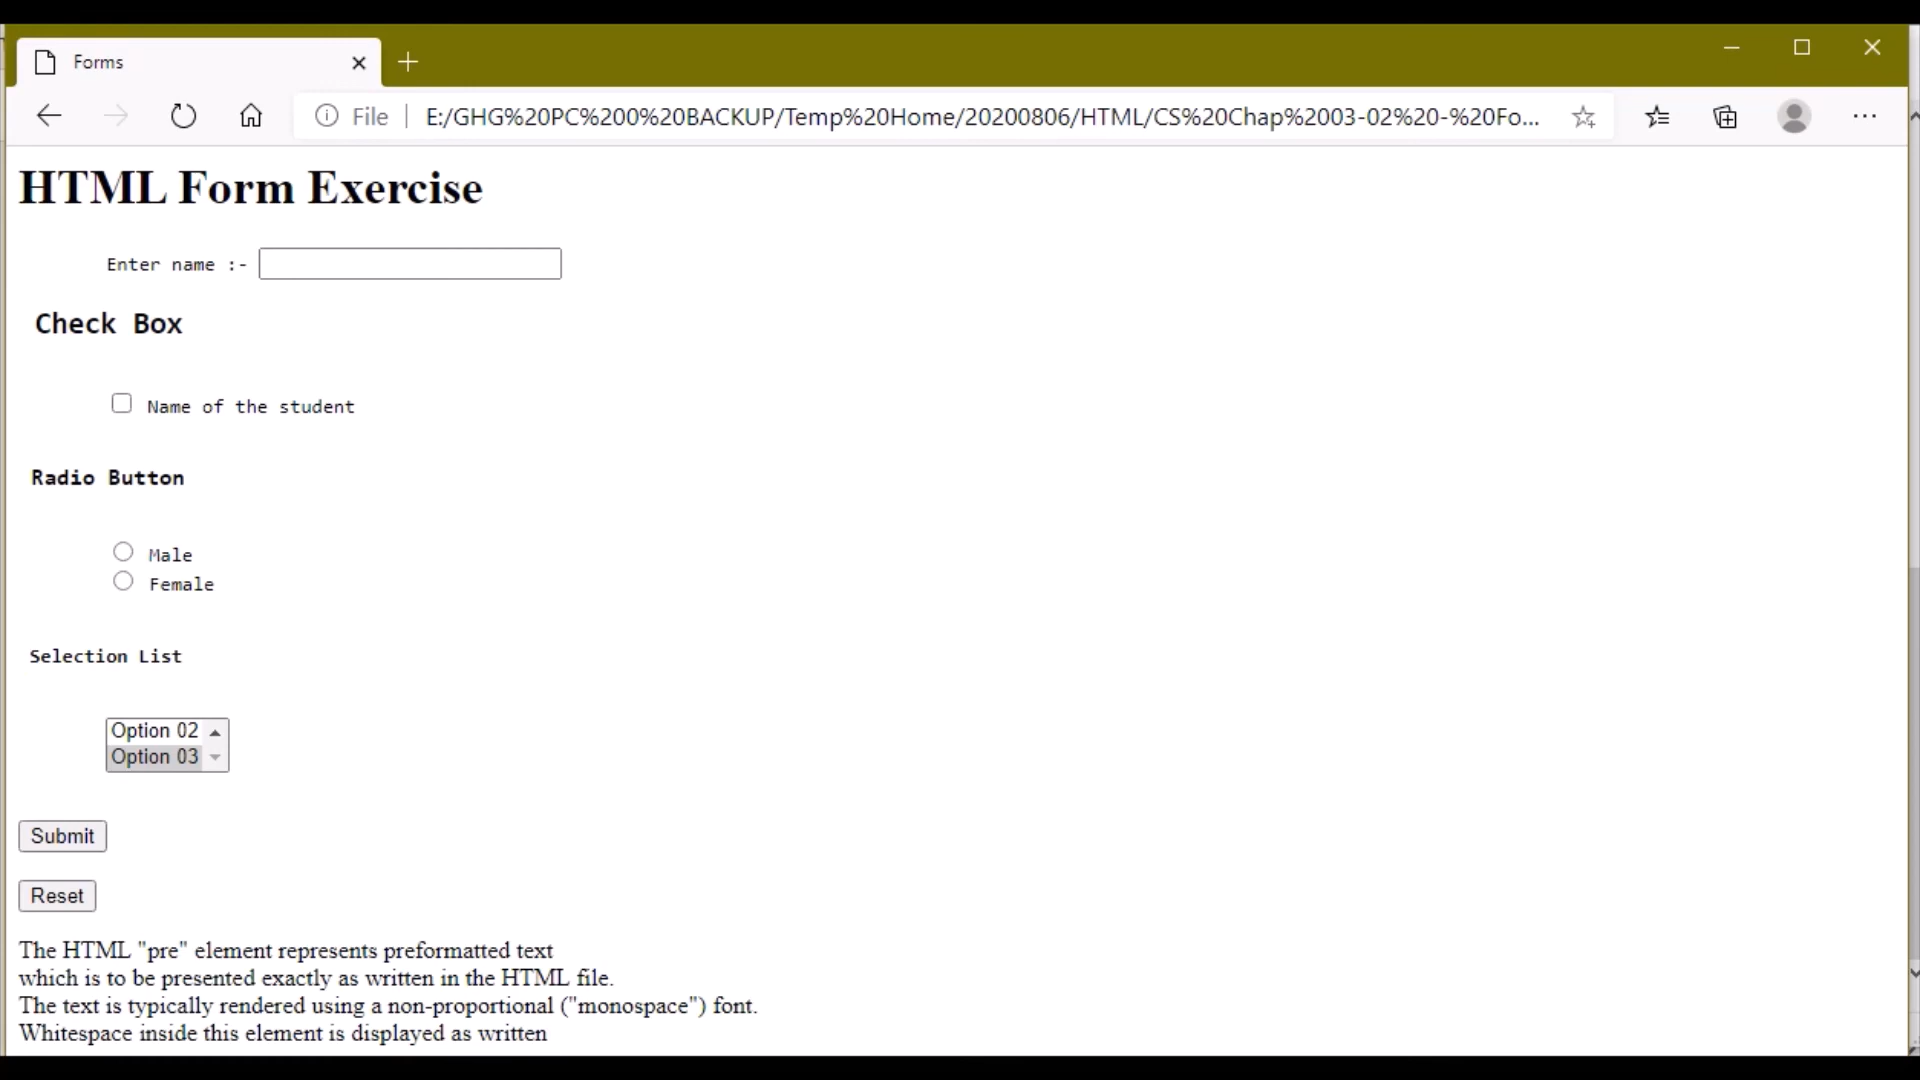 Forms
File
E:/GHG%20PC%200%20BACKUP/Temp%20Home/20200806/HTML/CS%20Chap%2003-02%20-%20Fo...
HTML Form Exercise
Enter name :-
Check Box
Name of the student
Radio Button
Male
Female
Selection List
Option 02
Option 03
Submit
Reset
The HTML "pre" element represents preformatted text
which is to be presented exactly as written in the HTML file.
The text is typically rendered using a non-proportional ("monospace") font.
Whitespace inside this element is displayed as written